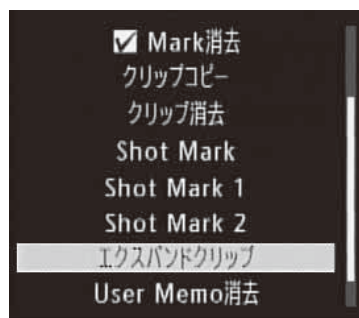 ☑ Mark消去
クリップコピー
クリップ消去
Shot Mark
Shot Mark 1
Shot Mark 2
エクスパンドクリップ
User Memo消去